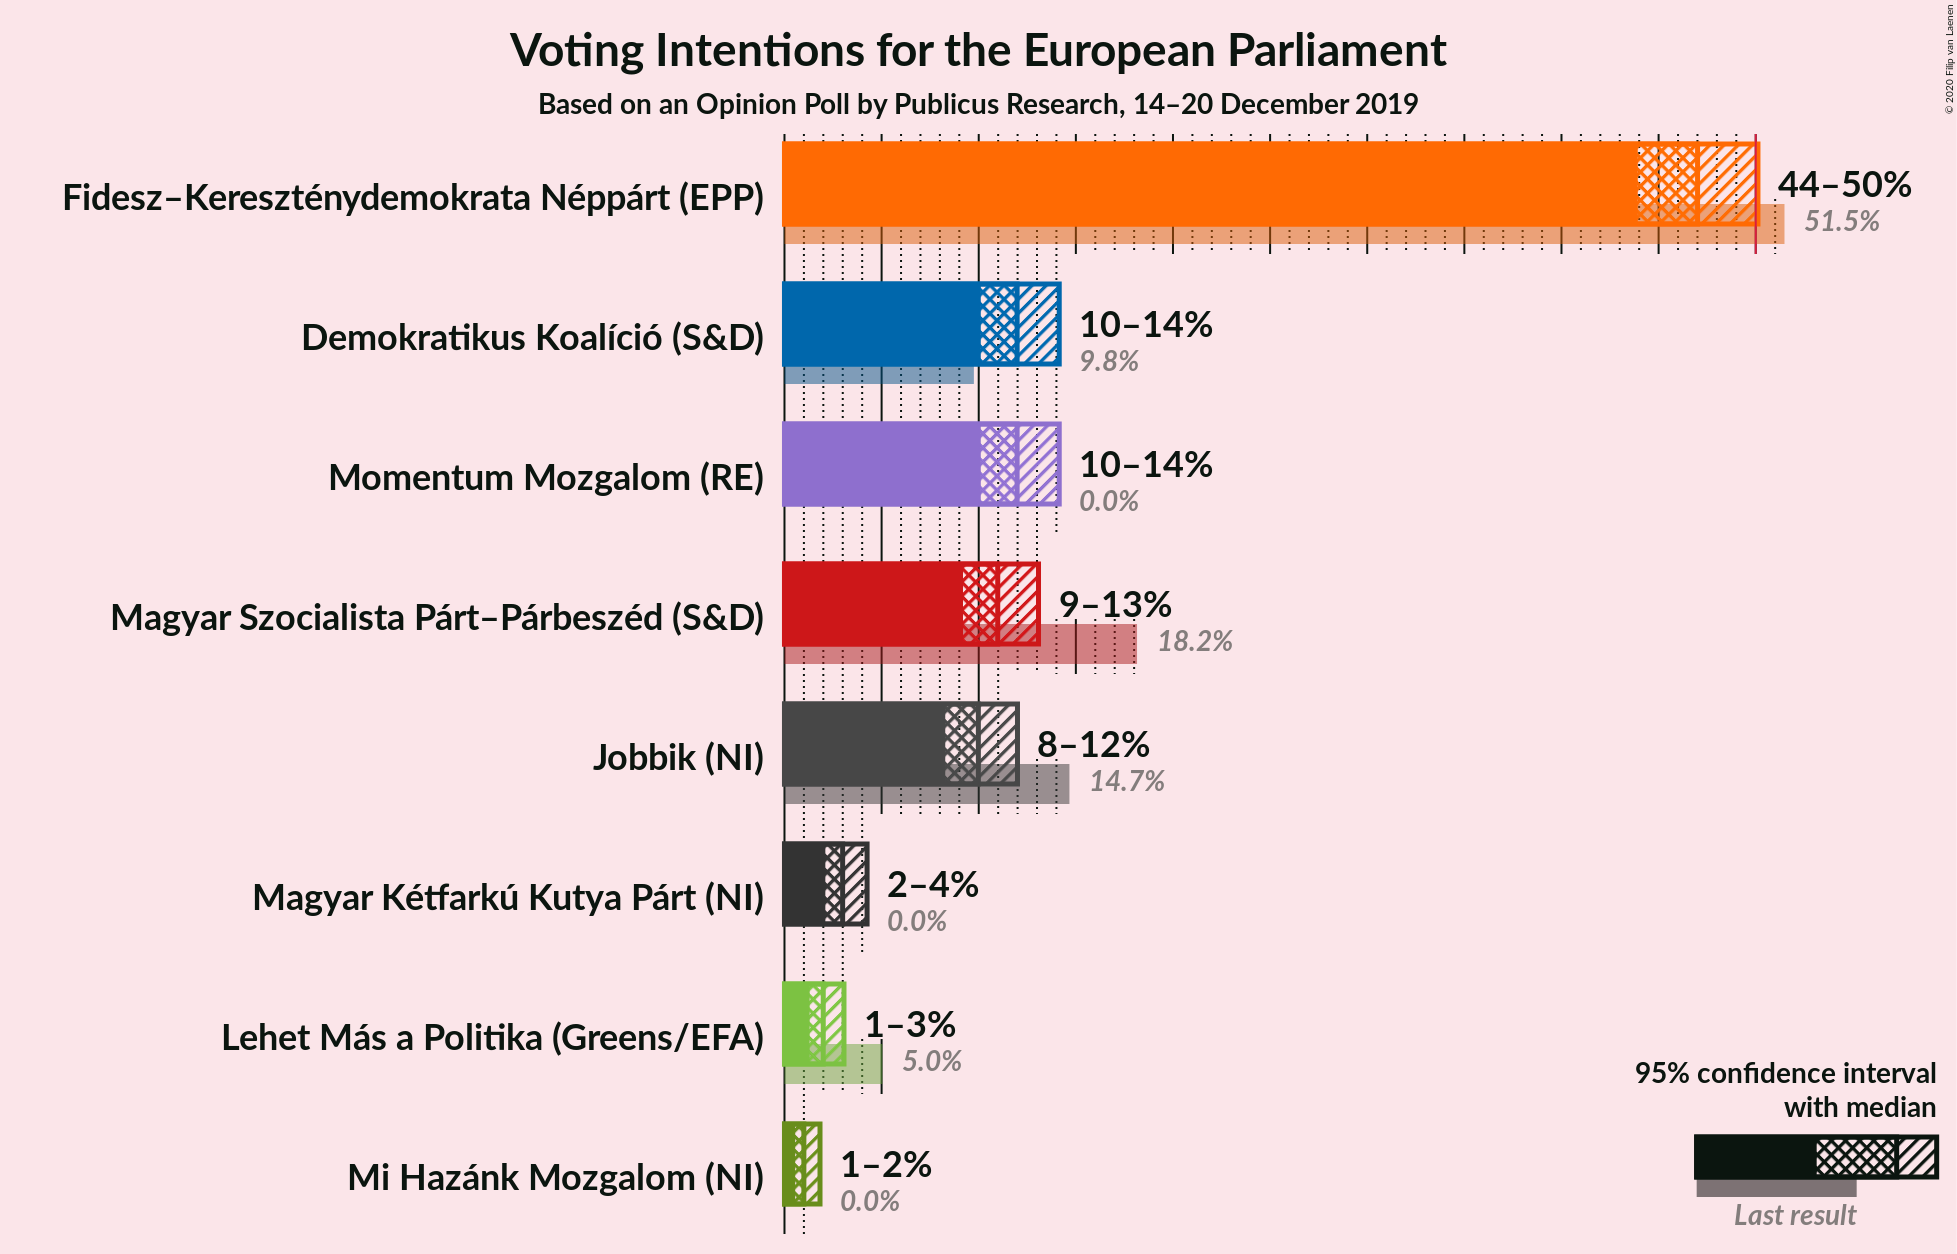 Voting Intentions for the European Parliament
Based on an Opinion Poll by Publicus Research, 14–20 December 2019
© 2020 Filip van Laenen
Fidesz–Kereszténydemokrata Néppárt (EPP)
44–50%
51.5%
Demokratikus Koalíció (S&D)
10–14%
9.8%
Momentum Mozgalom (RE)
10–14%
0.0%
Magyar Szocialista Párt–Párbeszéd (S&D)
9–13%
18.2%
Jobbik (NI)
8–12%
14.7%
Magyar Kétfarkú Kutya Párt (NI)
2–4%
0.0%
Lehet Más a Politika (Greens/EFA)
1–3%
5.0%
Mi Hazánk Mozgalom (NI)
1–2%
0.0%
95% confidence interval
with median
Last result